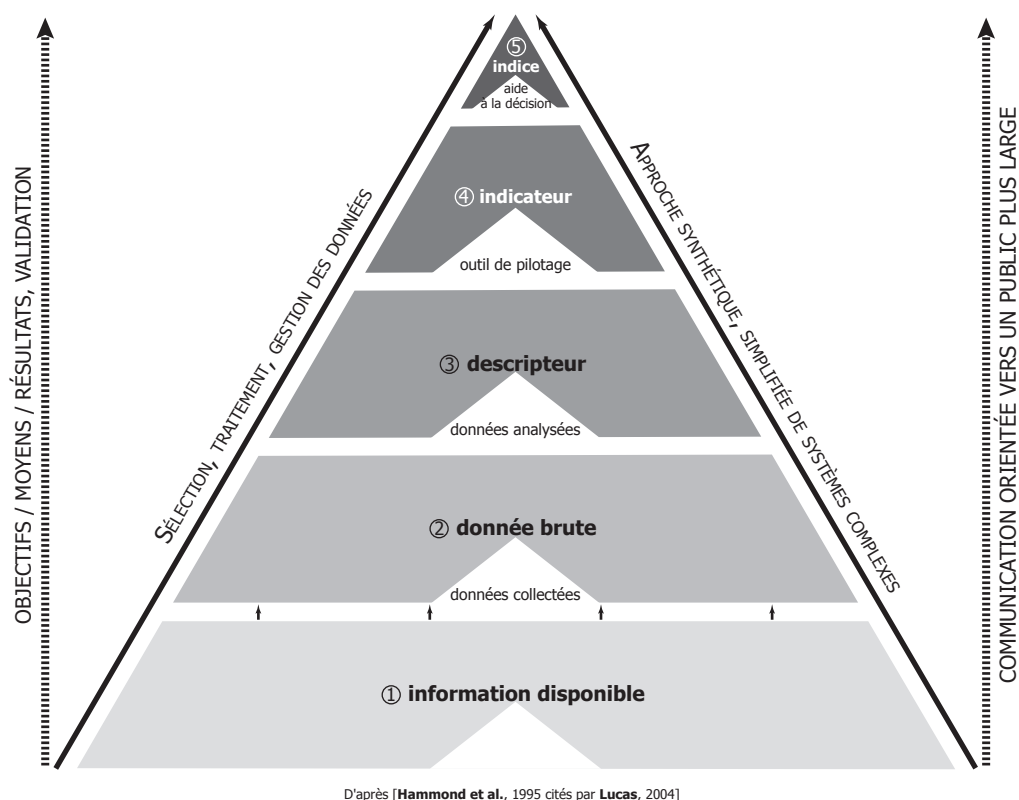 ⑤
indice
aide
à la décision
④ indicateur
outil de pilotage
③ descripteur
données analysées
② donnée brute
données collectées
① information disponible
OBJECTIFS / MOYENS / RÉSULTATS, VALIDATION
SÉLECTION, TRAITEMENT, GESTION DES DONNÉES
APPROCHE SYNTHÉTIQUE, SIMPLIFIÉE DE SYSTÈMES COMPLEXES
COMMUNICATION ORIENTÉE VERS UN PUBLIC PLUS LARGE
D'après [Hammond et al., 1995 cités par Lucas, 2004]